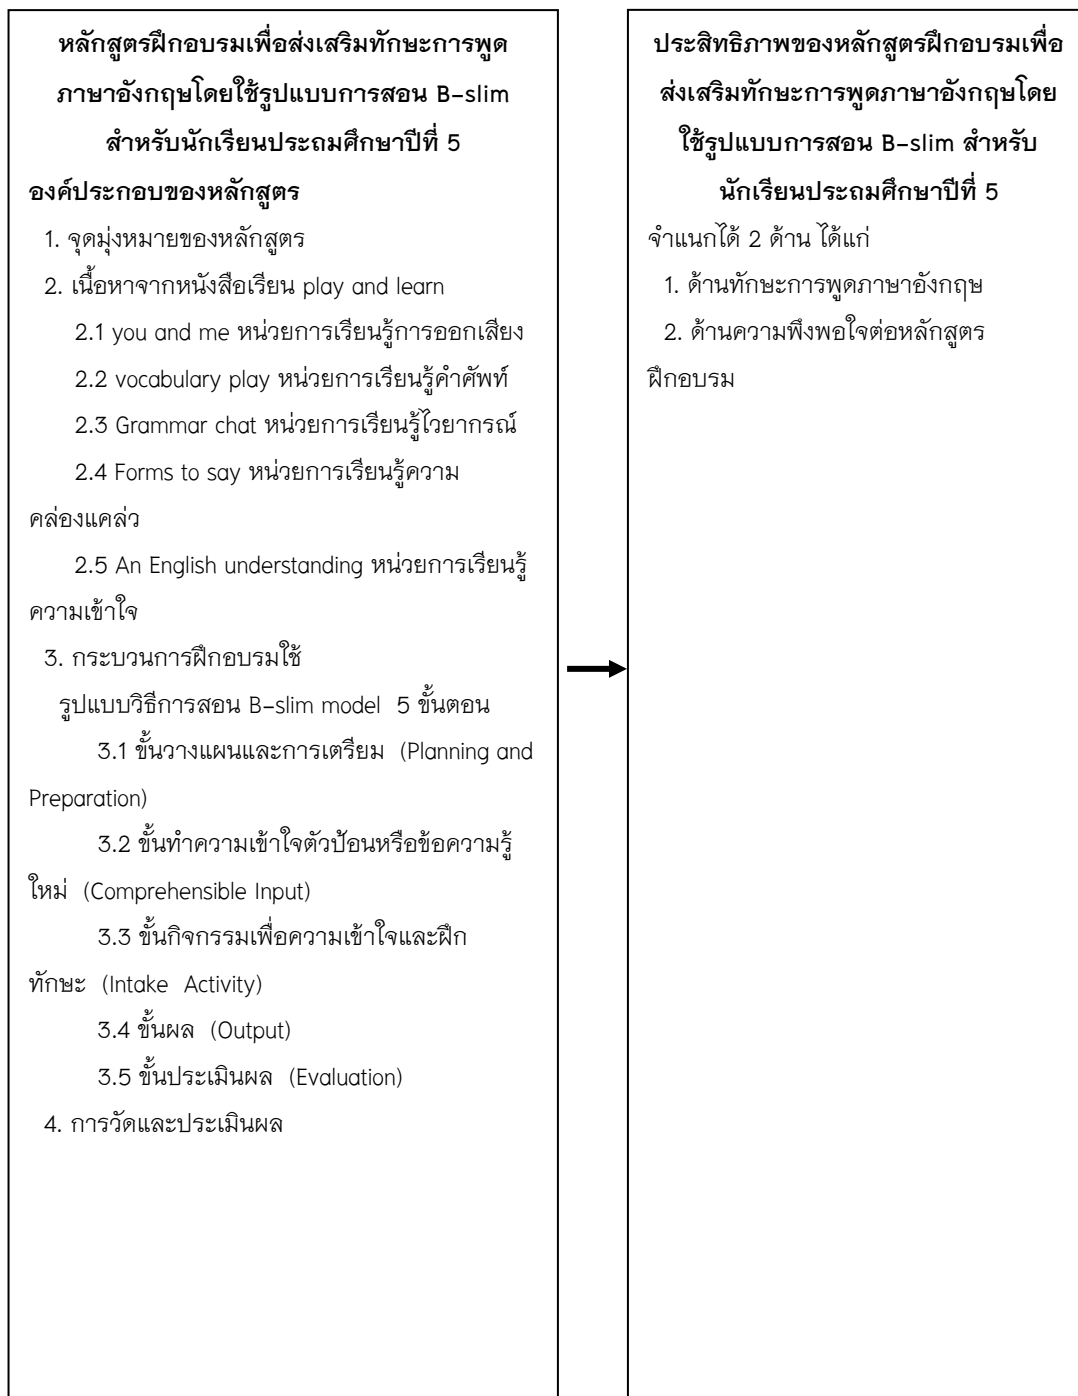 หลักสูตรฝึกอบรมเพื่อส่งเสริมทักษะการพูด
ภาษาอังกฤษโดยใช้รูปแบบการสอน B-slim
สำหรับนักเรียนประถมศึกษาปีที่ 5
องค์ประกอบของหลักสูตร
1. จุดมุ่งหมายของหลักสูตร
2. เนื้อหาจากหนังสือเรียน play and learn
2.1 you and me หน่วยการเรียนรู้การออกเสียง
2.2 vocabulary play หน่วยการเรียนรู้คำศัพท์
2.3 Grammar chat หน่วยการเรียนรู้ไวยากรณ์
2.4 Forms to say หน่วยการเรียนรู้ความ
คล่องแคล่ว
2.5 An English understanding หน่วยการเรียนรู้
ความเข้าใจ
3. กระบวนการฝึกอบรมใช้
รูปแบบวิธีการสอน B-slim model 5 ขั้นตอน
3.1 ขั้นวางแผนและการเตรียม (Planning and
Preparation)
3.2 ขั้นทำความเข้าใจตัวป้อนหรือข้อความรู้
ใหม่ (Comprehensible Input)
3.3 ขั้นกิจกรรมเพื่อความเข้าใจและฝึก
ทักษะ (Intake Activity)
3.4 ขั้นผล (Output)
3.5 ขั้นประเมินผล (Evaluation)
4. การวัดและประเมินผล
ประสิทธิภาพของหลักสูตรฝึกอบรมเพื่อ
ส่งเสริมทักษะการพูดภาษาอังกฤษโดย
ใช้รูปแบบการสอน B-slim สำหรับ
นักเรียนประถมศึกษาปีที่ 5
จำแนกได้ 2 ด้าน ได้แก่
1. ด้านทักษะการพูดภาษาอังกฤษ
2. ด้านความพึงพอใจต่อหลักสูตร
ฝึกอบรม